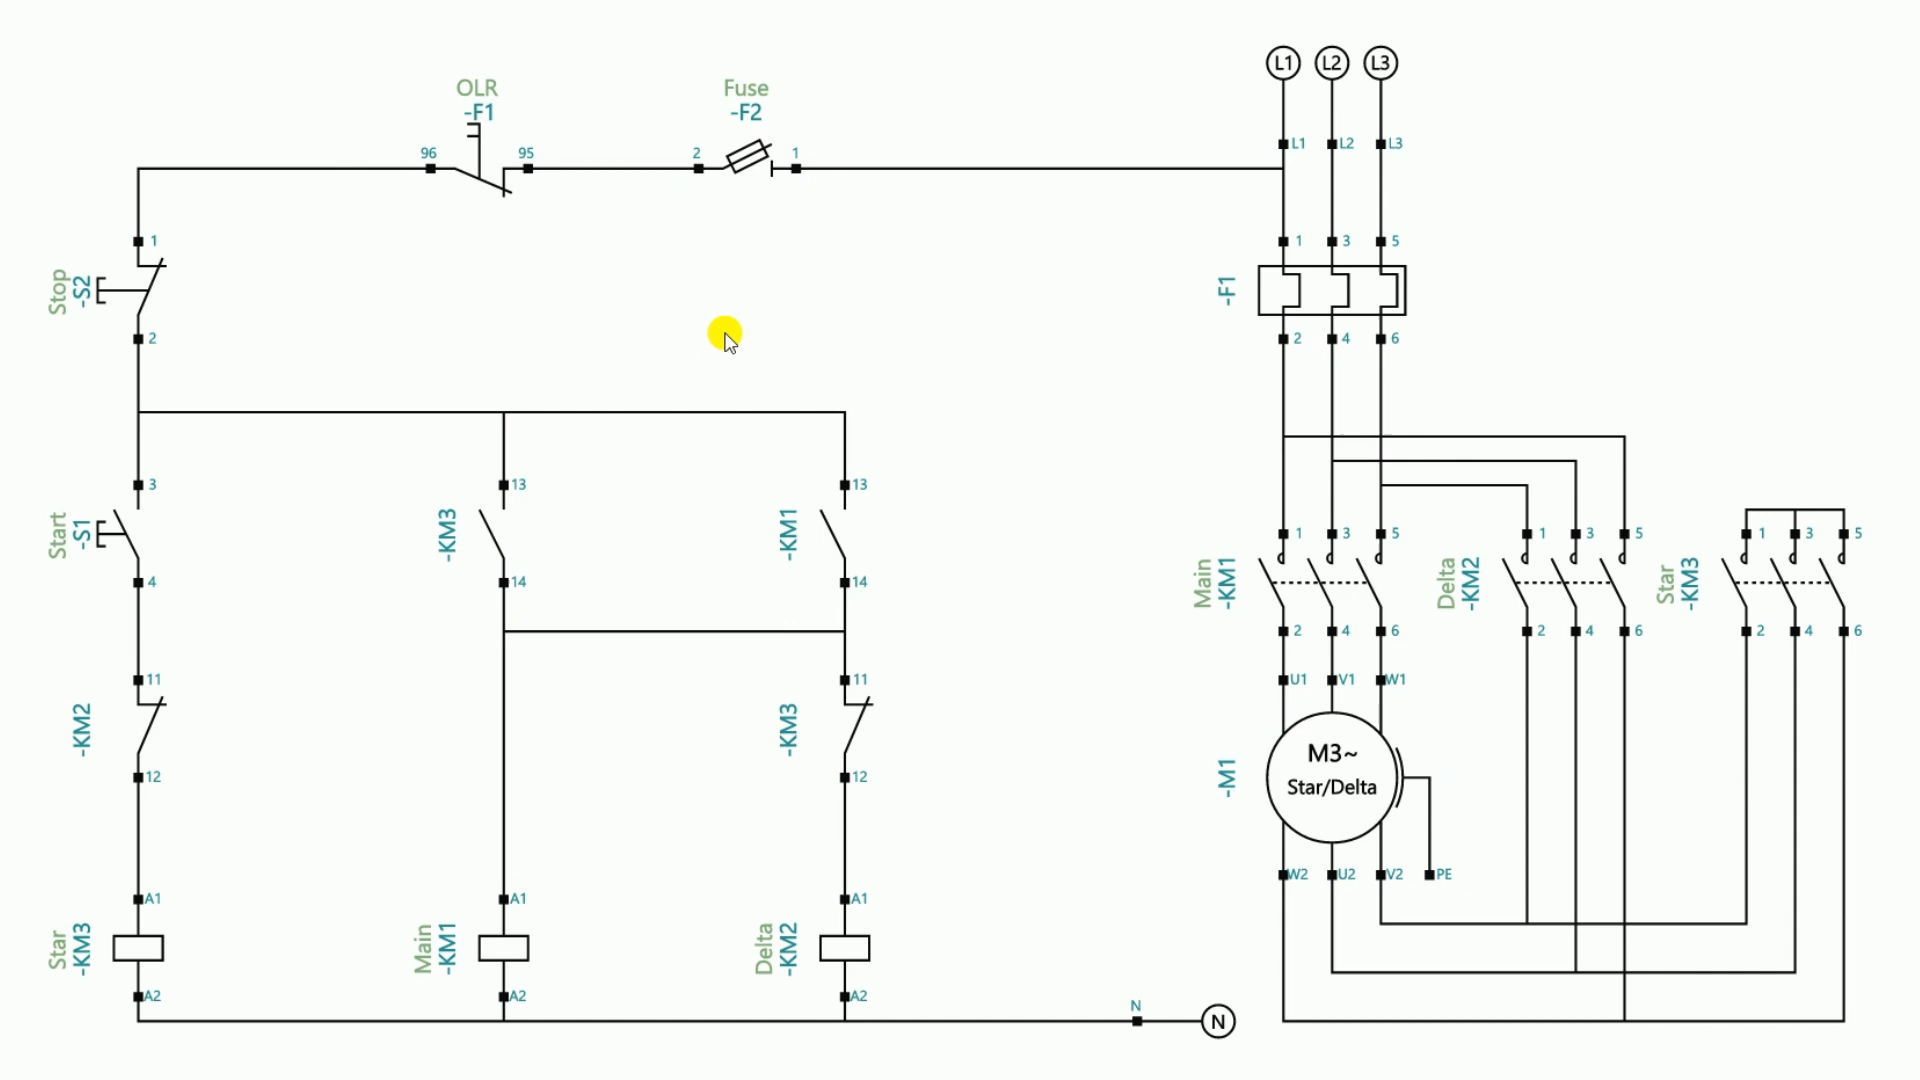 L1 L2 L3
OLR
-F1
Fuse
-F2
96 95 2 1
L1 L2 L3
1
Stop
-S2
2
1 3 5
-F1
2 4 6
3
Start
-S1
4
13
-KM3
14
13
-KM1
14
1 3 5
Main
-KM1
2 4 6
1 3 5
Delta
-KM2
2 4 6
1 3 5
Star
-KM3
2 4 6
11
-KM2
12
11
-KM3
12
U1 V1 W1
M3~
Star/Delta
-M1
W2 U2 V2 PE
A1
Star
-KM3
A2
A1
Main
-KM1
A2
A1
Delta
-KM2
A2
N
N